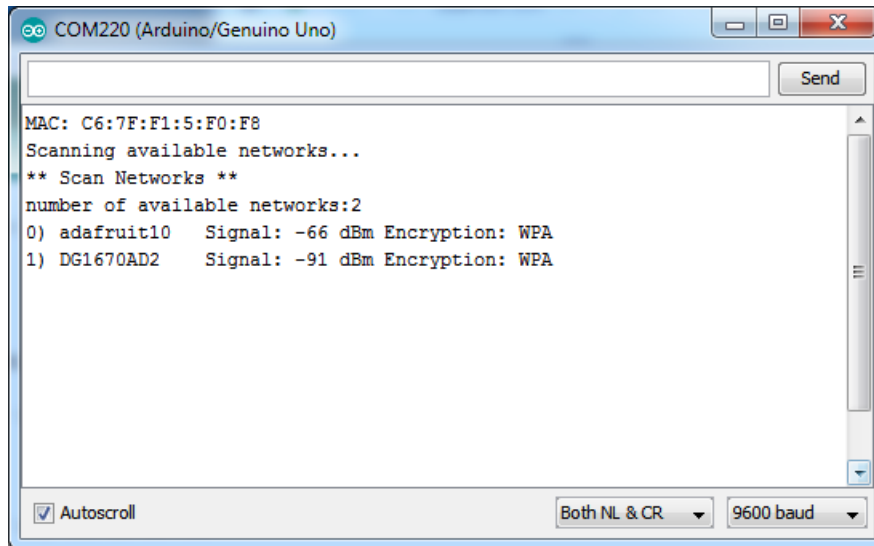 COM220 (Arduino/Genuino Uno)
Send
MAC: C6:7F:F1:5:F0:F8
Scanning available networks...
** Scan Networks **
number of available networks:2
0) adafruit10   Signal: -66 dBm Encryption: WPA
1) DG1670AD2    Signal: -91 dBm Encryption: WPA
Autoscroll Both NL & CR 9600 baud